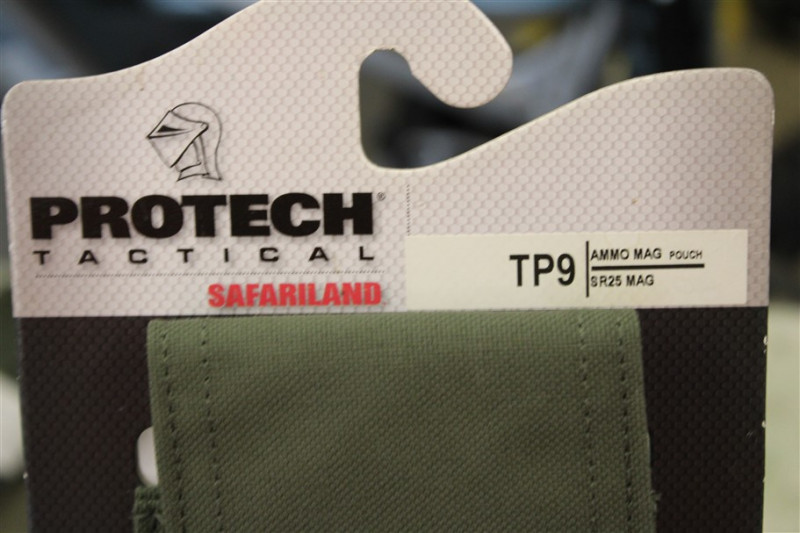 PROTECH®
TACTICAL
SAFARILAND
TP9
AMMO MAG POUCH
SR25 MAG